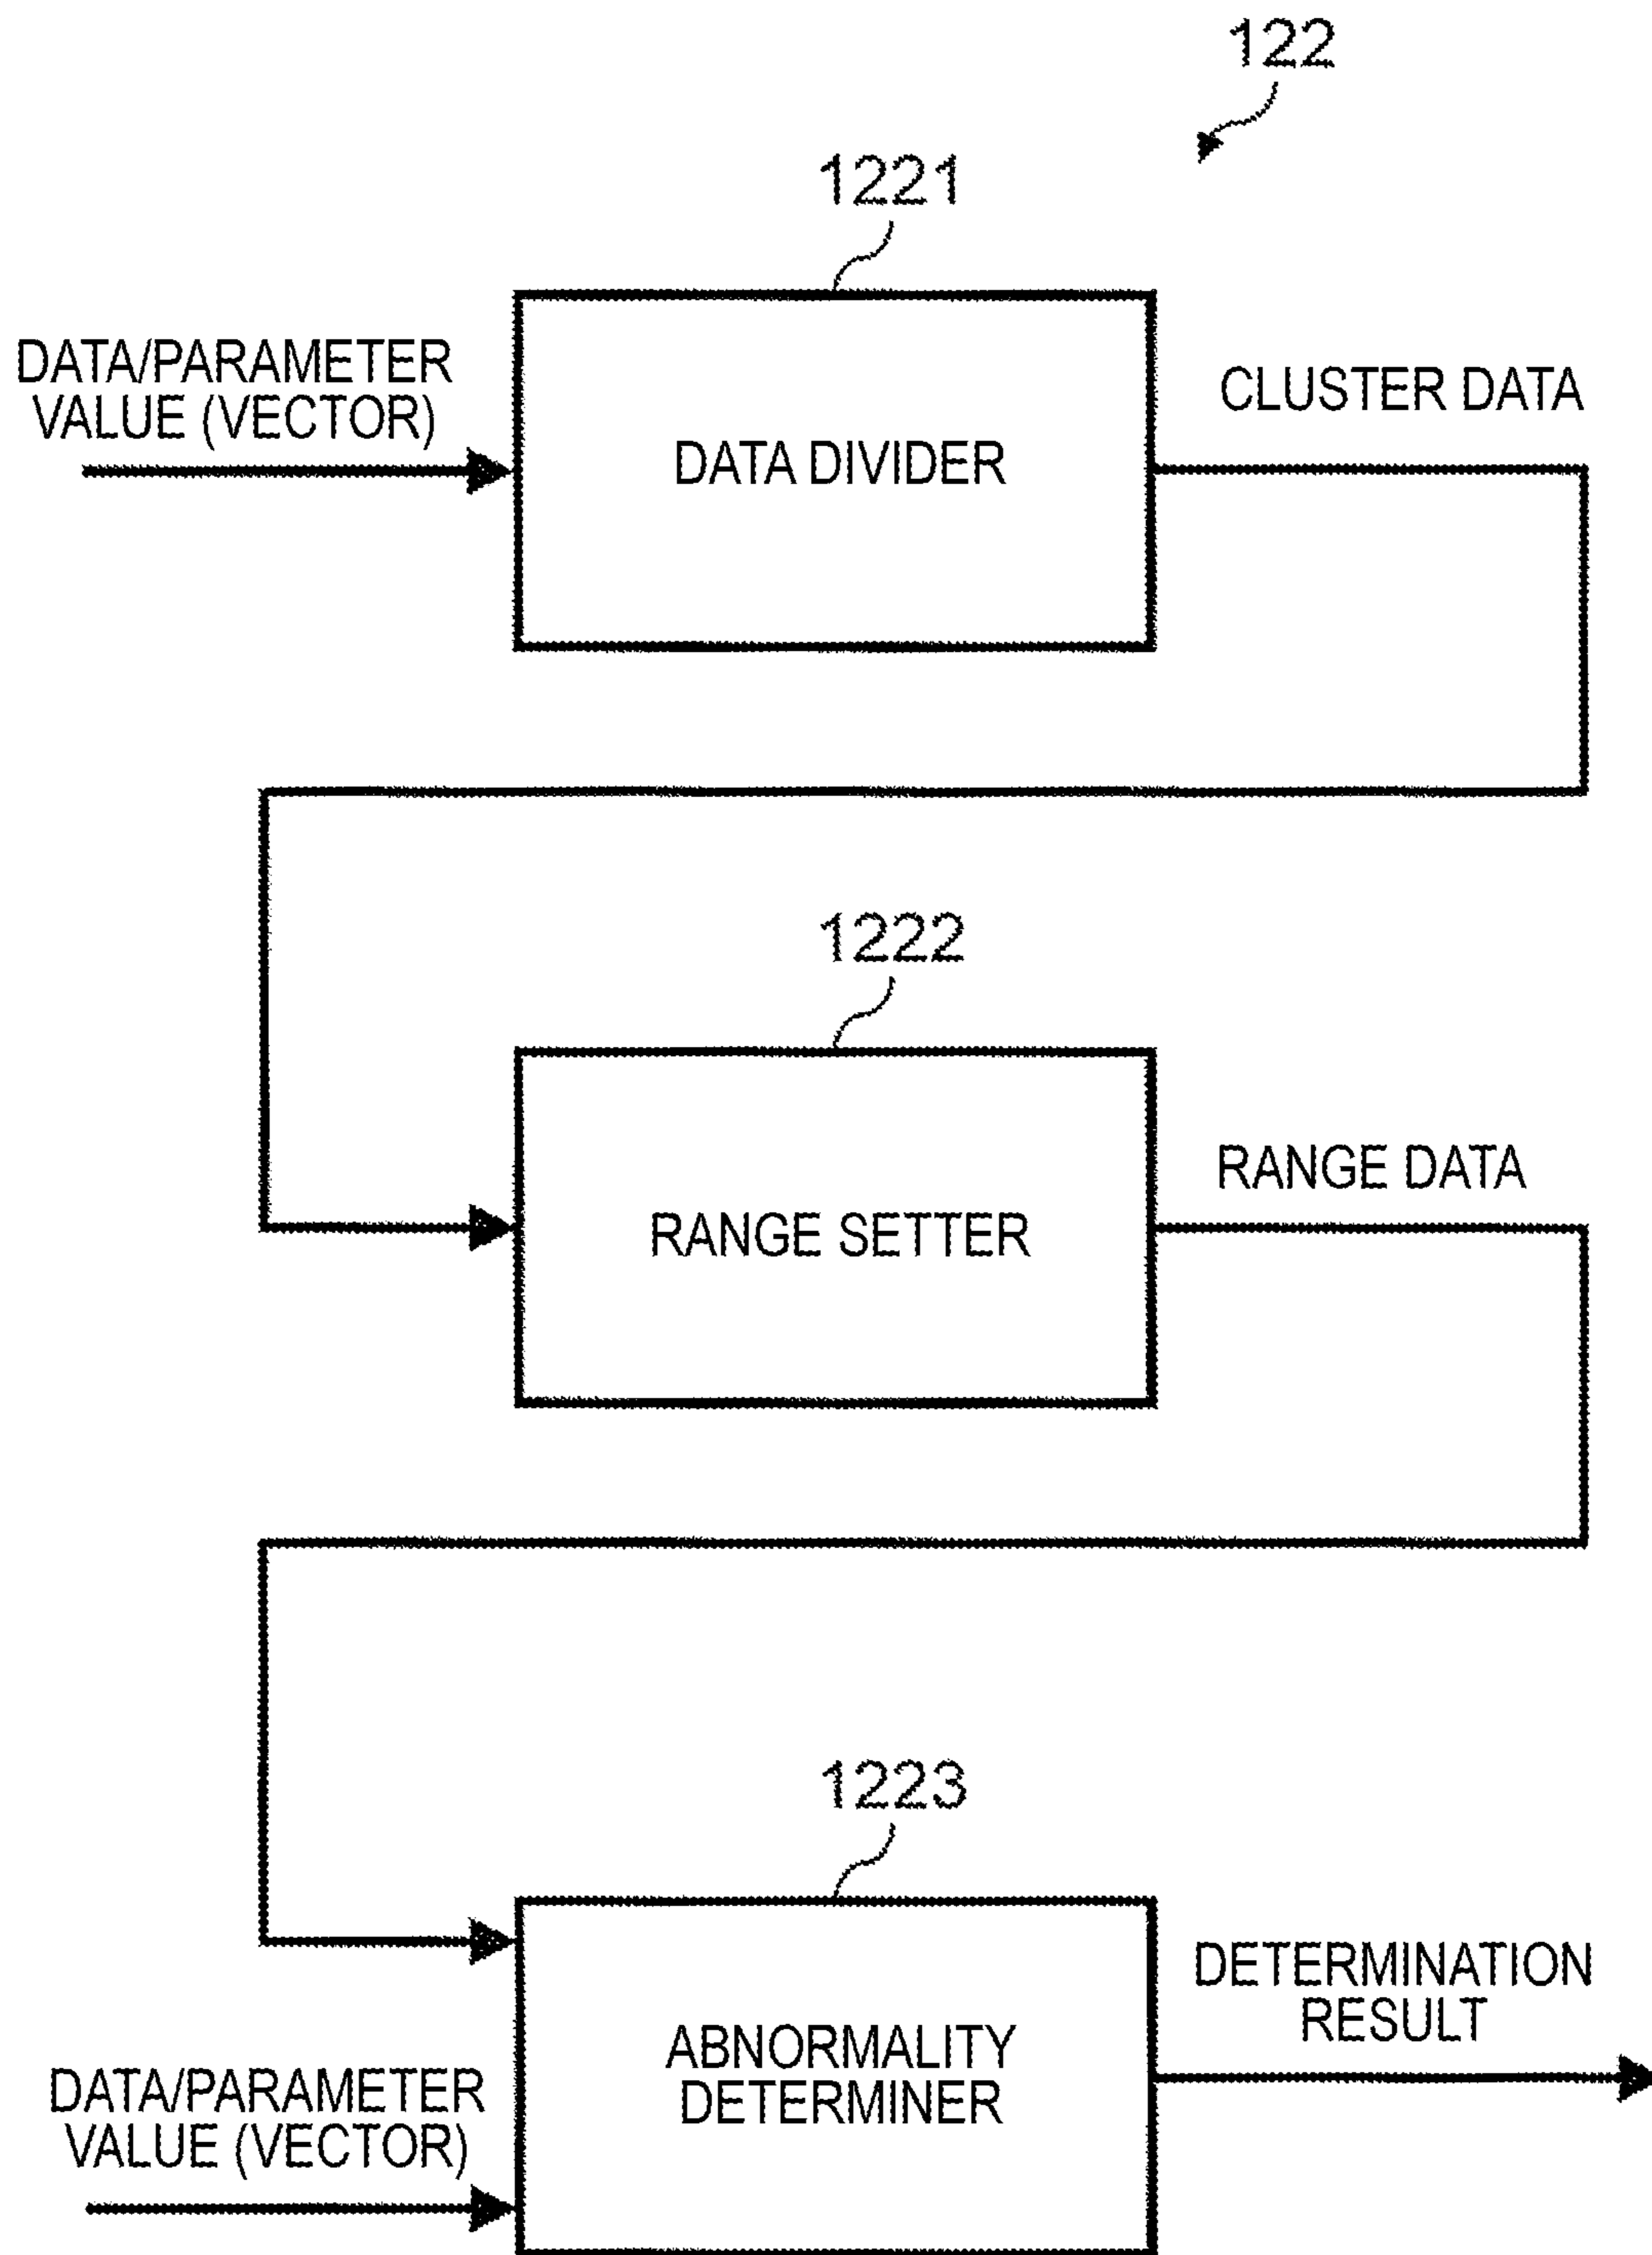 122
1221
DATA/PARAMETER
VALUE (VECTOR)
DATA DIVIDER
CLUSTER DATA
1222
RANGE SETTER
RANGE DATA
1223
ABNORMALITY
DETERMINER
DETERMINATION
RESULT
DATA/PARAMETER
VALUE (VECTOR)